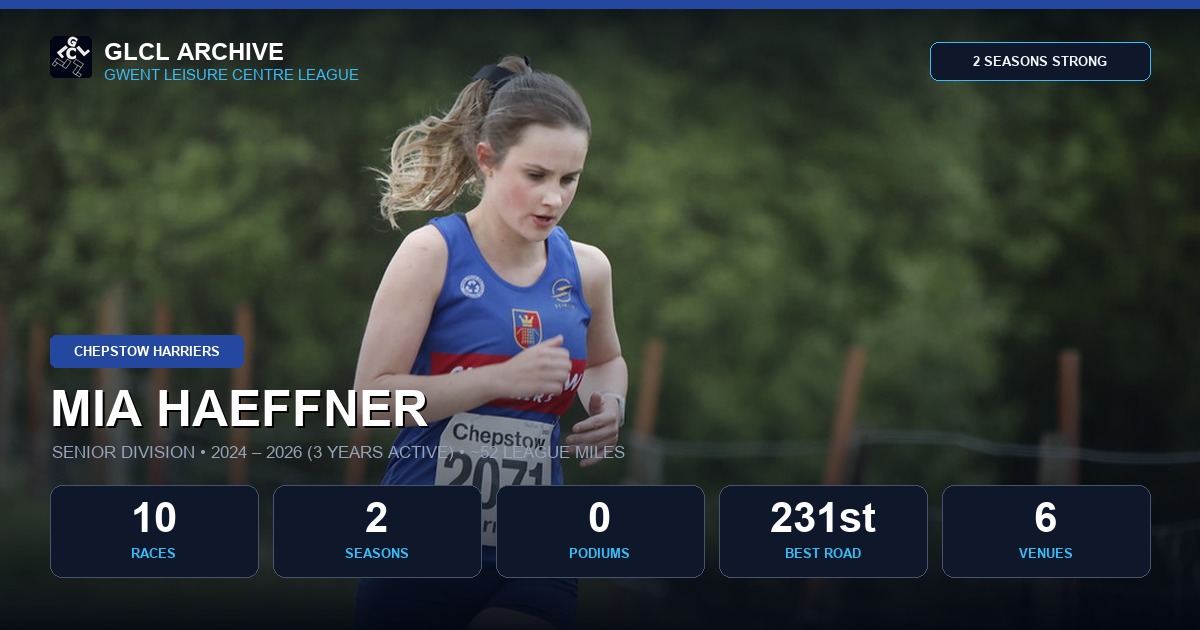 GLCL ARCHIVE
GWENT LEISURE CENTRE LEAGUE
2 SEASONS STRONG
CHEPSTOW HARRIERS
MIA HAEFFNER
SENIOR DIVISION • 2024 – 2026 (3 YEARS ACTIVE) • ~52 LEAGUE MILES
Chepstow
2071
10
RACES
2
SEASONS
0
PODIUMS
231st
BEST ROAD
6
VENUES